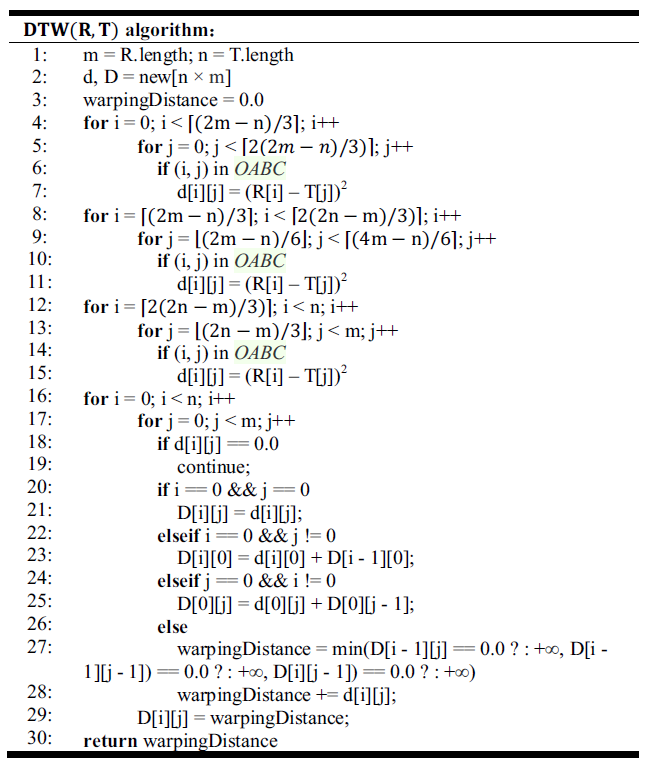 DTW(R, T) algorithm:
1: m = R.length; n = T.length
2: d, D = new[n × m]
3: warpingDistance = 0.0
4: for i = 0; i < ⌈(2m − n)/3⌉; i++
5: for j = 0; j < ⌈2(2m − n)/3)⌉; j++
6: if (i, j) in OABC
7: d[i][j] = (R[i] − T[j])²
8: for i = ⌈(2m − n)/3⌉; i < ⌈2(2n − m)/3)⌉; i++
9: for j = ⌊(2m − n)/6⌋; j < ⌈(4m − n)/6⌉; j++
10: if (i, j) in OABC
11: d[i][j] = (R[i] − T[j])²
12: for i = ⌈2(2n − m)/3)⌉; i < n; i++
13: for j = ⌊(2n − m)/3⌋; j < m; j++
14: if (i, j) in OABC
15: d[i][j] = (R[i] − T[j])²
16: for i = 0; i < n; i++
17: for j = 0; j < m; j++
18: if d[i][j] == 0.0
19: continue;
20: if i == 0 && j == 0
21: D[i][j] = d[i][j];
22: elseif i == 0 && j != 0
23: D[i][0] = d[i][0] + D[i - 1][0];
24: elseif j == 0 && i != 0
25: D[0][j] = d[0][j] + D[0][j - 1];
26: else
27: warpingDistance = min(D[i - 1][j] == 0.0 ? : +∞, D[i -
1][j - 1]) == 0.0 ? : +∞, D[i][j - 1]) == 0.0 ? : +∞)
28: warpingDistance += d[i][j];
29: D[i][j] = warpingDistance;
30: return warpingDistance